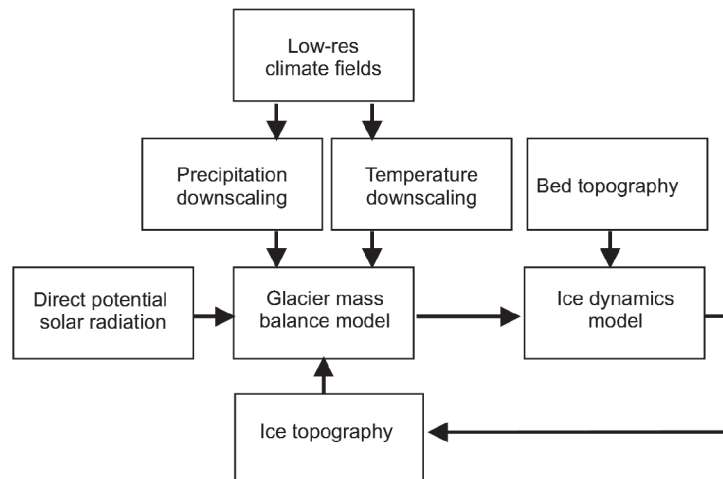 Low-res
climate fields
Precipitation
downscaling
Temperature
downscaling
Bed topography
Direct potential
solar radiation
Glacier mass
balance model
Ice dynamics
model
Ice topography